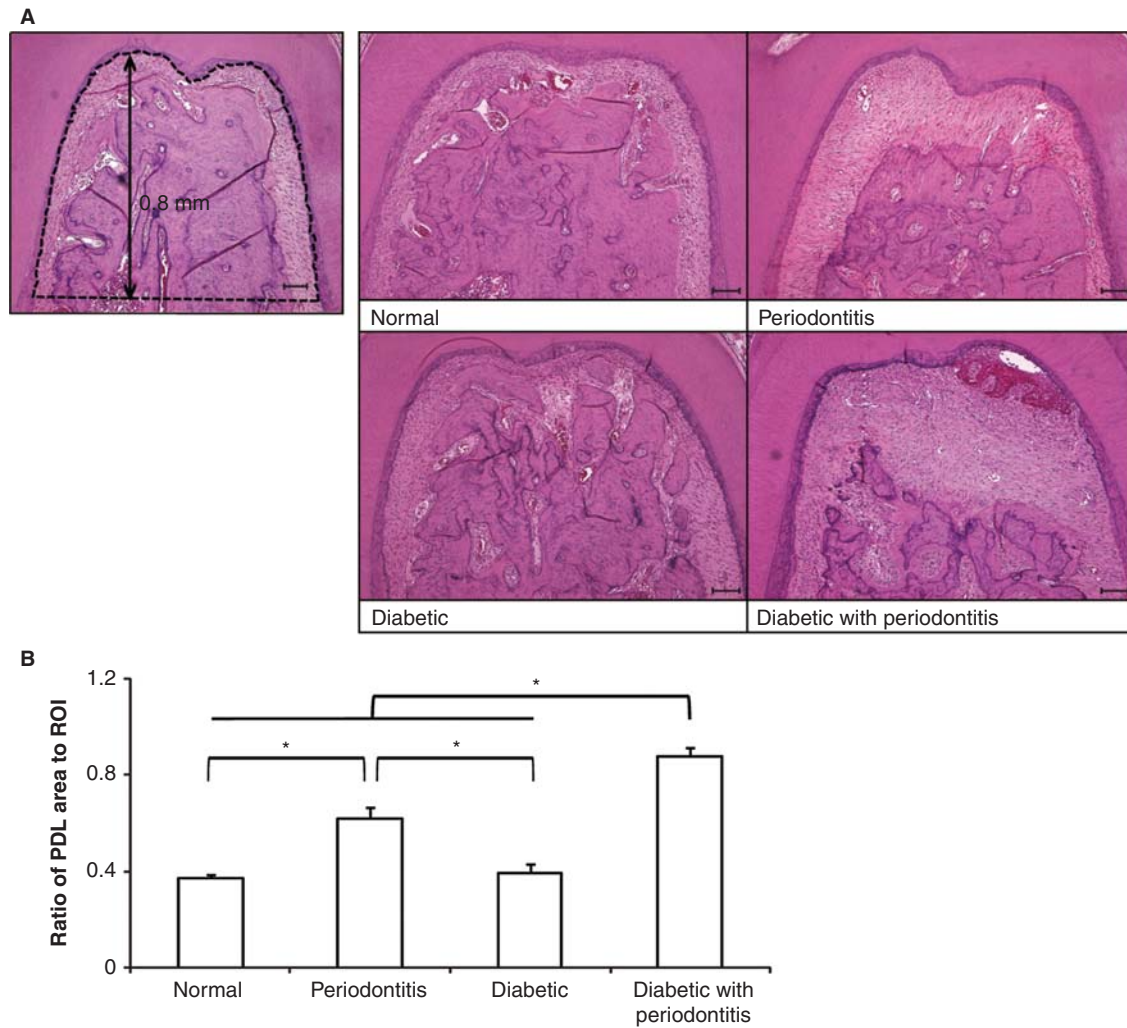 A
0.8 mm
Normal
Periodontitis
Diabetic
Diabetic with periodontitis
B
Ratio of PDL area to ROI
1.2
0.8
0.4
0
*
*
*
Normal
Periodontitis
Diabetic
Diabetic with
periodontitis